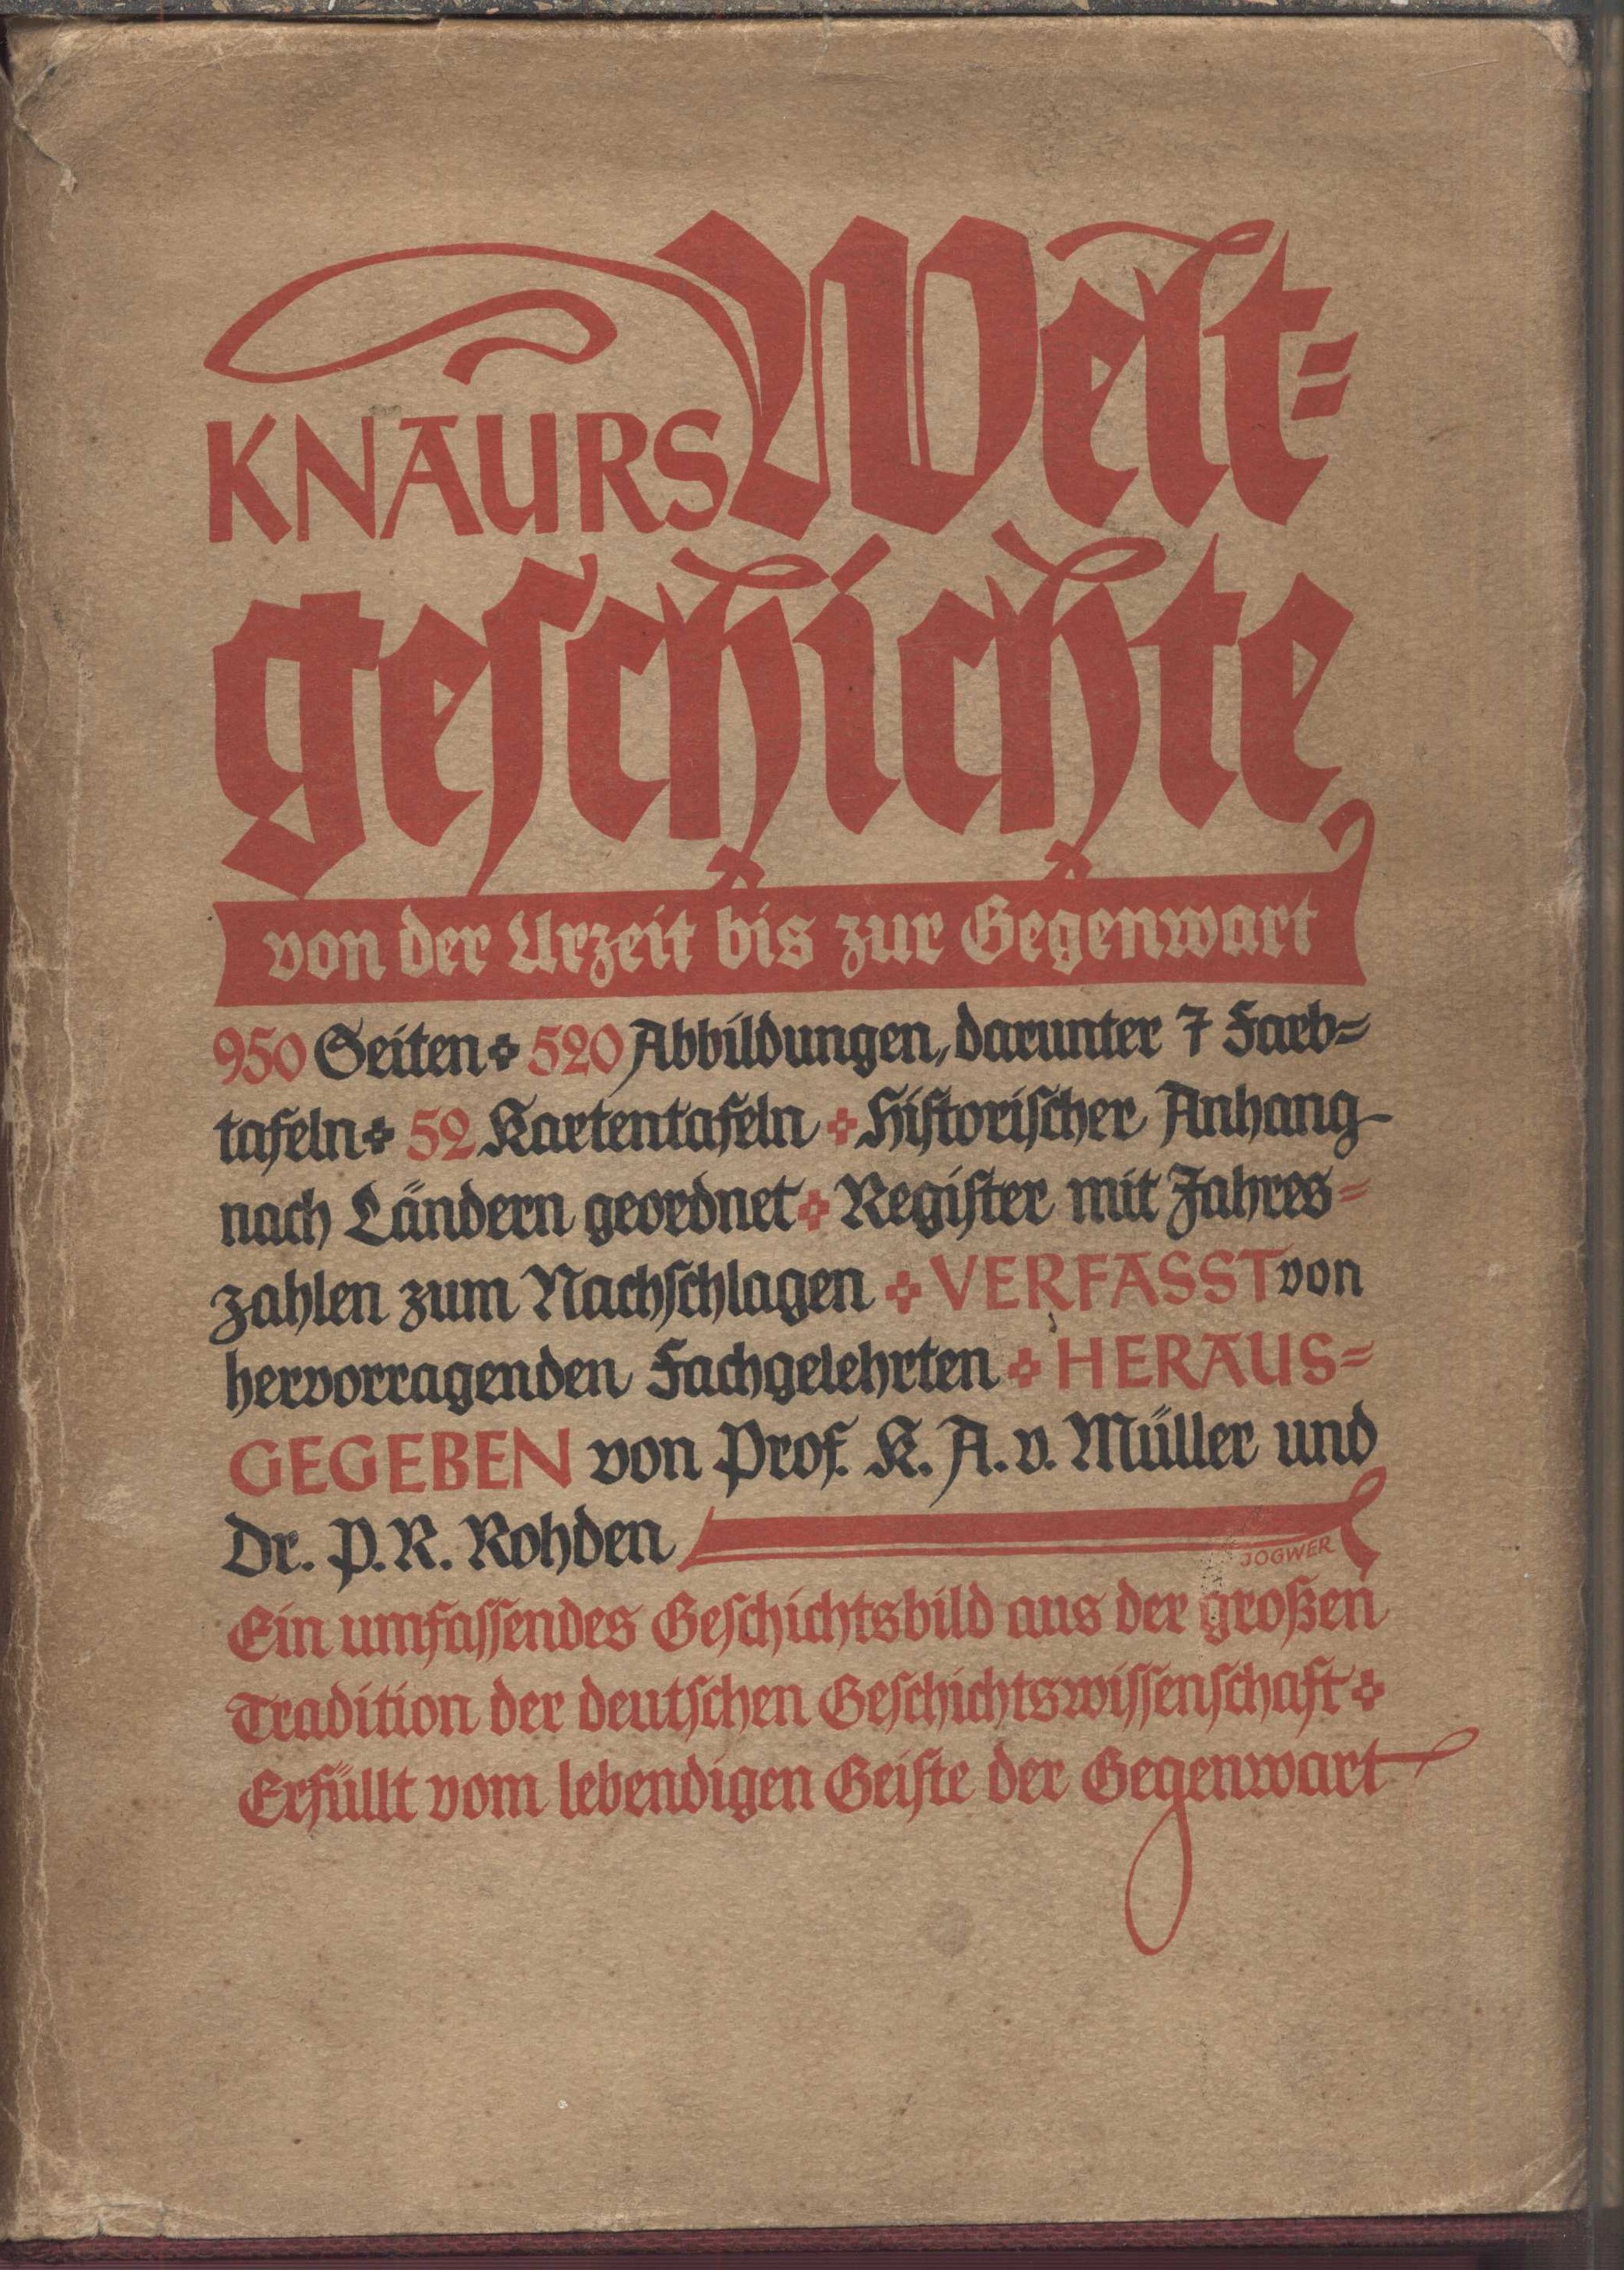 KNAURS Welt=
geschichte
von der Urzeit bis zur Gegenwart
950 Seiten + 520 Abbildungen, darunter 7 Farb=
tafeln + 52 Kartentafeln + Historischer Anhang
nach Ländern geordnet + Register mit Jahres=
zahlen zum Nachschlagen + VERFASST von
hervorragenden Fachgelehrten + HERAUS=
GEGEBEN von Prof. K. A. v. Müller und
Dr. P. R. Rohden
JOGWER
Ein umfassendes Geschichtsbild aus der großen
Tradition der deutschen Geschichtswissenschaft +
Erfüllt vom lebendigen Geiste der Gegenwart